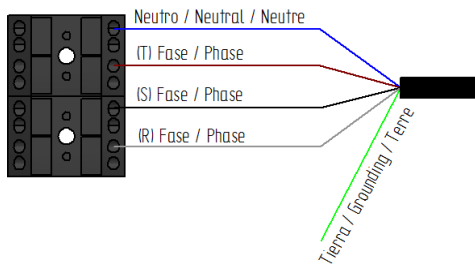 Neutro / Neutral / Neutre
(T) Fase / Phase
(S) Fase / Phase
(R) Fase / Phase
Tierra / Grounding / Terre